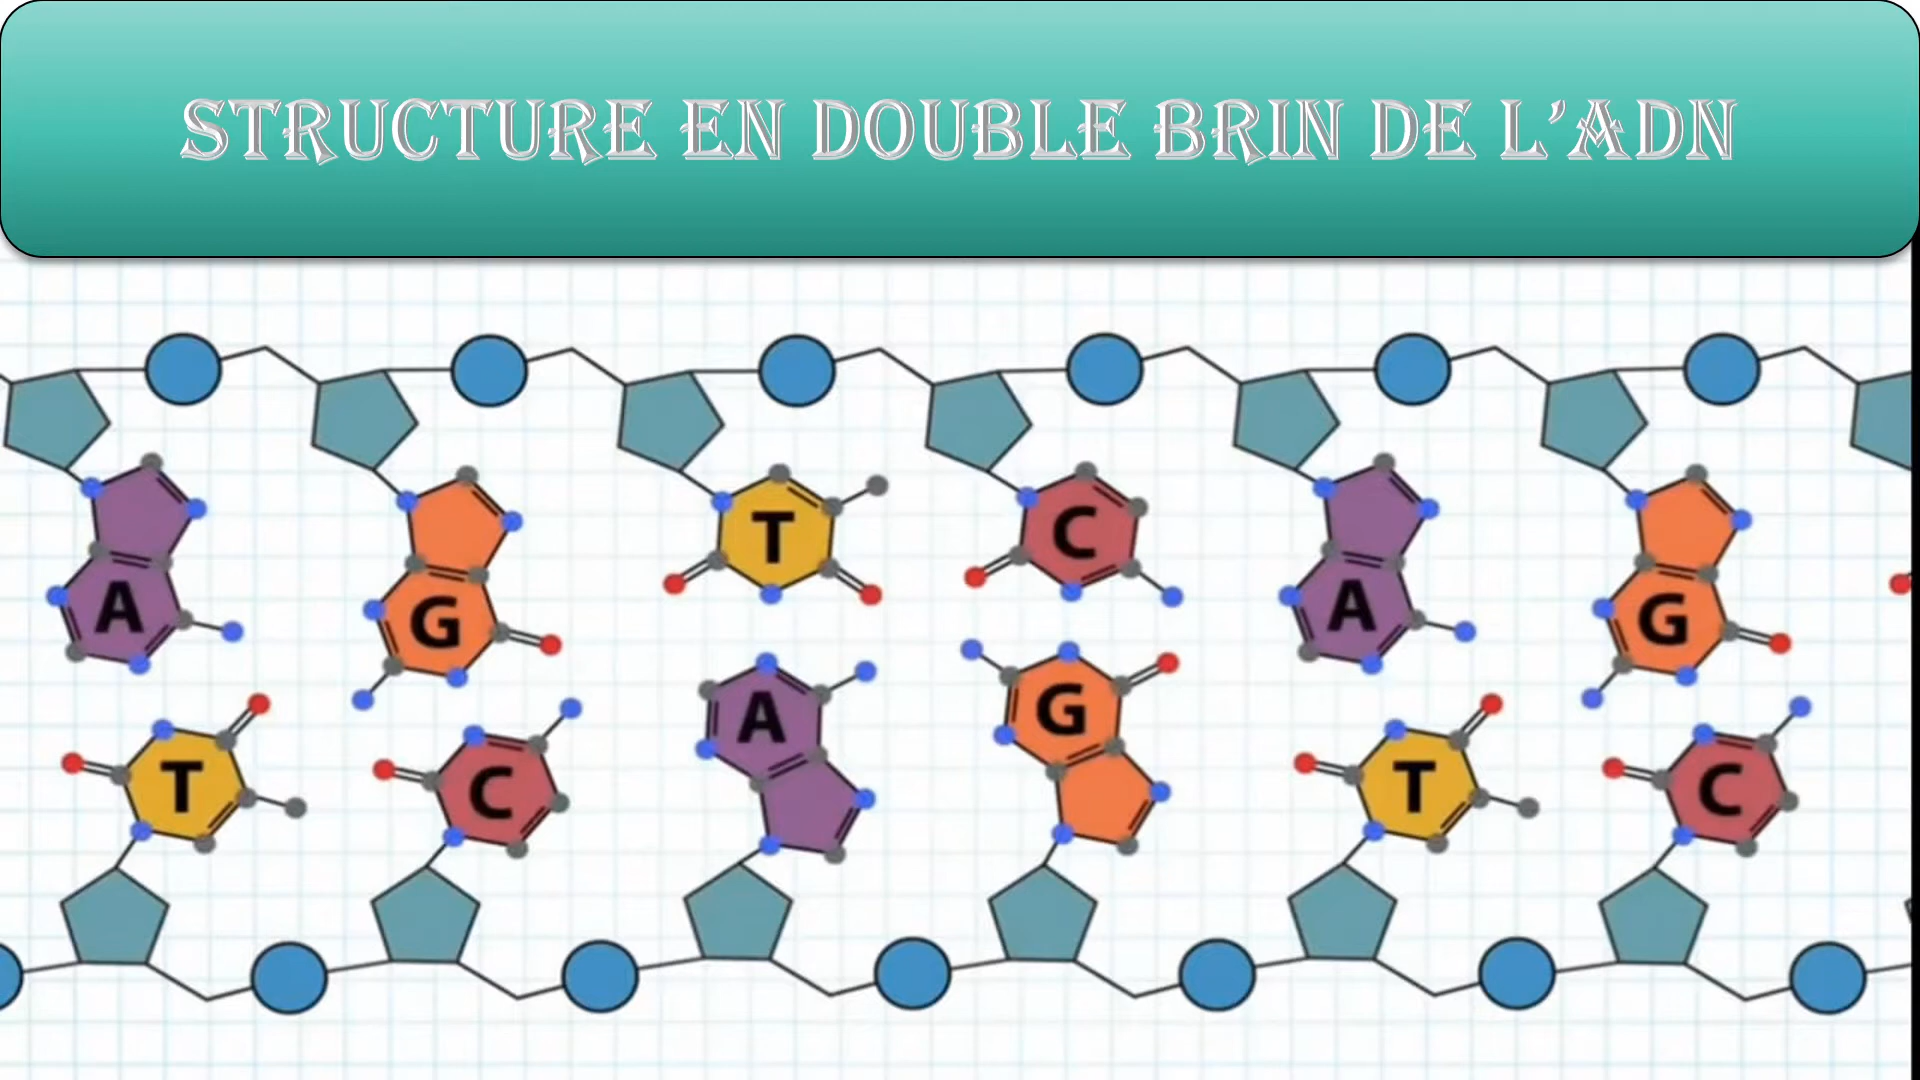 STRUCTURE EN DOUBLE BRIN DE L’ADN
A G T C A G
T C A G T C